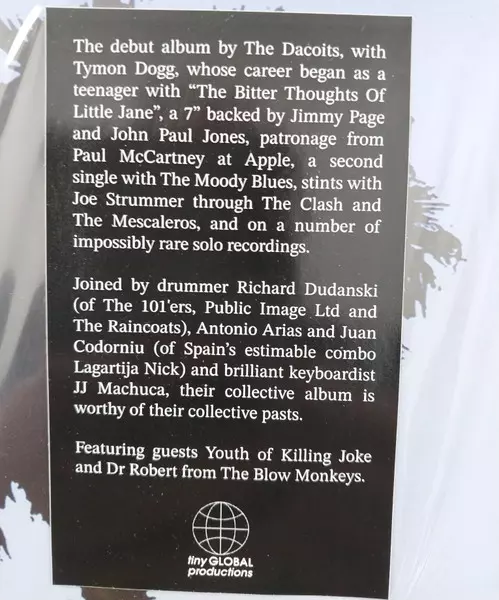 The debut album by The Dacoits, with
Tymon Dogg, whose career began as a
teenager with “The Bitter Thoughts Of
Little Jane”, a 7” backed by Jimmy Page
and John Paul Jones, patronage from
Paul McCartney at Apple, a second
single with The Moody Blues, stints with
Joe Strummer through The Clash and
The Mescaleros, and on a number of
impossibly rare solo recordings.
Joined by drummer Richard Dudanski
(of The 101'ers, Public Image Ltd and
The Raincoats), Antonio Arias and Juan
Codorniu (of Spain's estimable combo
Lagartija Nick) and brilliant keyboardist
JJ Machuca, their collective album is
worthy of their collective pasts.
Featuring guests Youth of Killing Joke
and Dr Robert from The Blow Monkeys.
tiny GLOBAL
productions